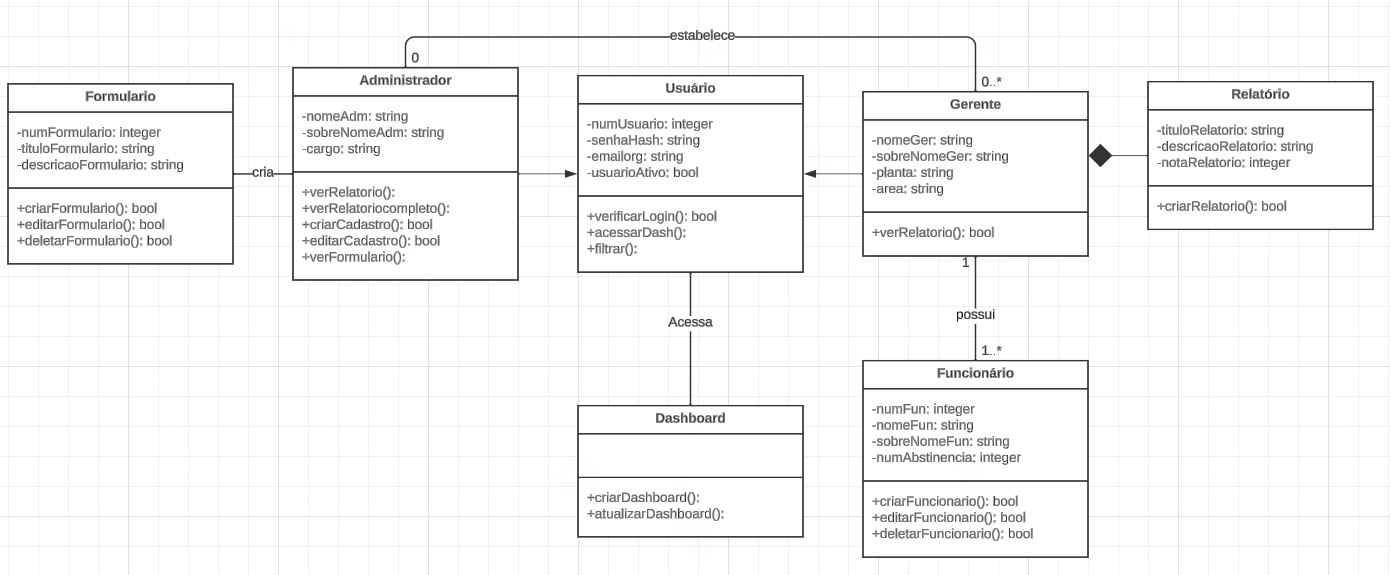 estabelece
0
0..*
Formulario
-numFormulario: integer
-tituloFormulario: string
-descricaoFormulario: string
+criarFormulario(): bool
+editarFormulario(): bool
+deletarFormulario(): bool
cria
Administrador
-nomeAdm: string
-sobreNomeAdm: string
-cargo: string
+verRelatorio():
+verRelatoriocompleto():
+criarCadastro(): bool
+editarCadastro(): bool
+verFormulario():
Usuário
-numUsuario: integer
-senhaHash: string
-emailorg: string
-usuarioAtivo: bool
+verificarLogin(): bool
+acessarDash():
+filtrar():
Gerente
-nomeGer: string
-sobreNomeGer: string
-planta: string
-area: string
+verRelatorio(): bool
Relatório
-tituloRelatorio: string
-descricaoRelatorio: string
-notaRelatorio: integer
+criarRelatorio(): bool
Acessa
1
possui
1..*
Dashboard
+criarDashboard():
+atualizarDashboard():
Funcionário
-numFun: integer
-nomeFun: string
-sobreNomeFun: string
-numAbstinencia: integer
+criarFuncionario(): bool
+editarFuncionario(): bool
+deletarFuncionario(): bool